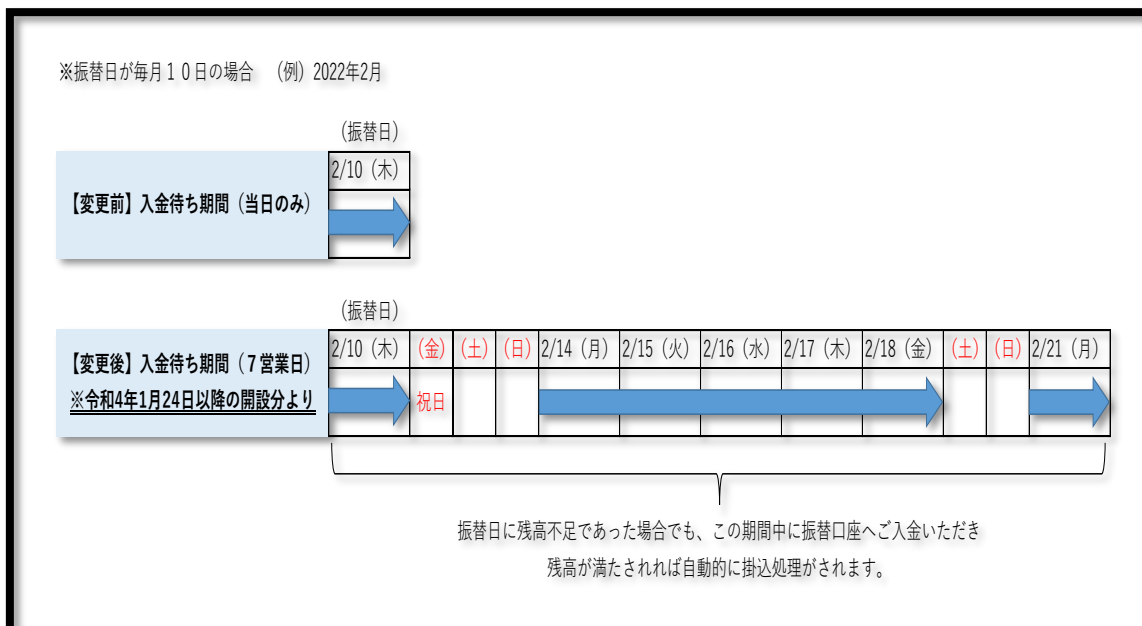 ※振替日が毎月１０日の場合　（例）2022年2月
（振替日）
2/10（木）
【変更前】入金待ち期間（当日のみ）
（振替日）
2/10（木） （金） （土） （日） 2/14（月） 2/15（火） 2/16（水） 2/17（木） 2/18（金） （土） （日） 2/21（月）
【変更後】入金待ち期間（７営業日）
※令和4年1月24日以降の開設分より
祝日
振替日に残高不足であった場合でも、この期間中に振替口座へご入金いただき
残高が満たされれば自動的に掛込処理がされます。